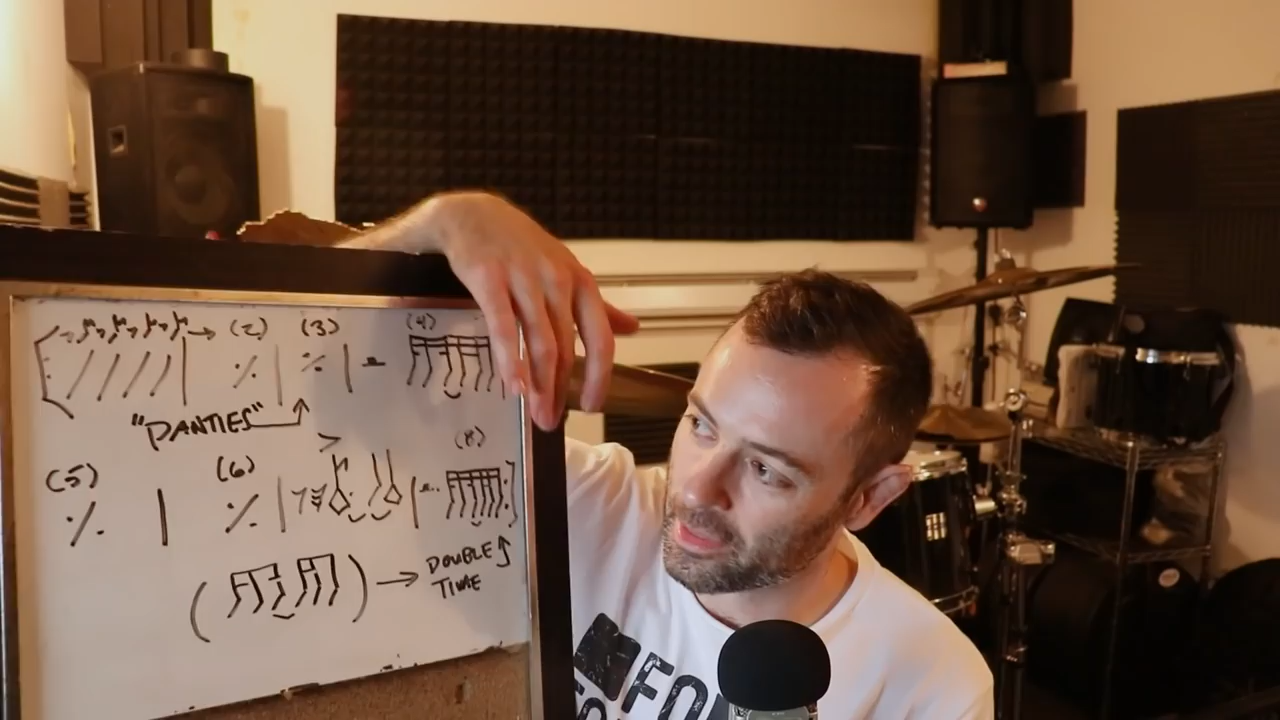 (2) (3) (4)
"PANTIES"
(5) (6) (8)
DOUBLE
TIME